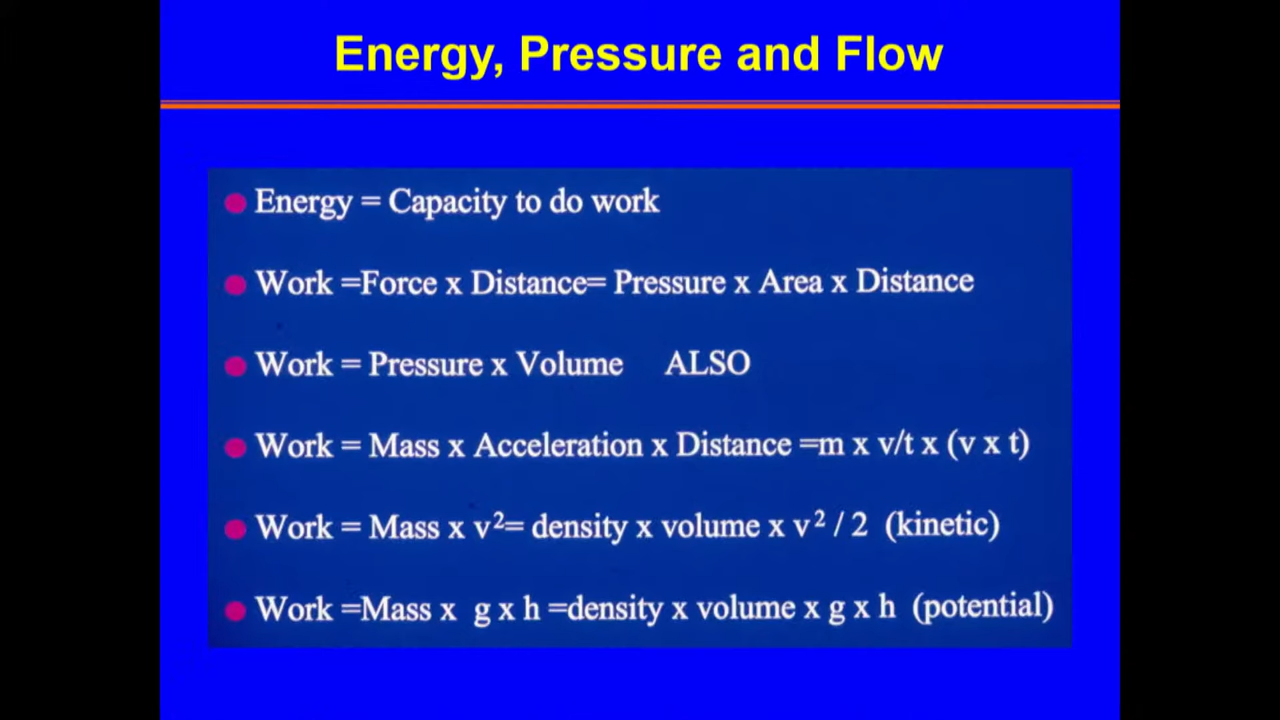 Energy, Pressure and Flow
Energy = Capacity to do work
Work =Force x Distance= Pressure x Area x Distance
Work = Pressure x Volume ALSO
Work = Mass x Acceleration x Distance =m x v/t x (v x t)
Work = Mass x v²= density x volume x v² / 2 (kinetic)
Work =Mass x g x h =density x volume x g x h (potential)